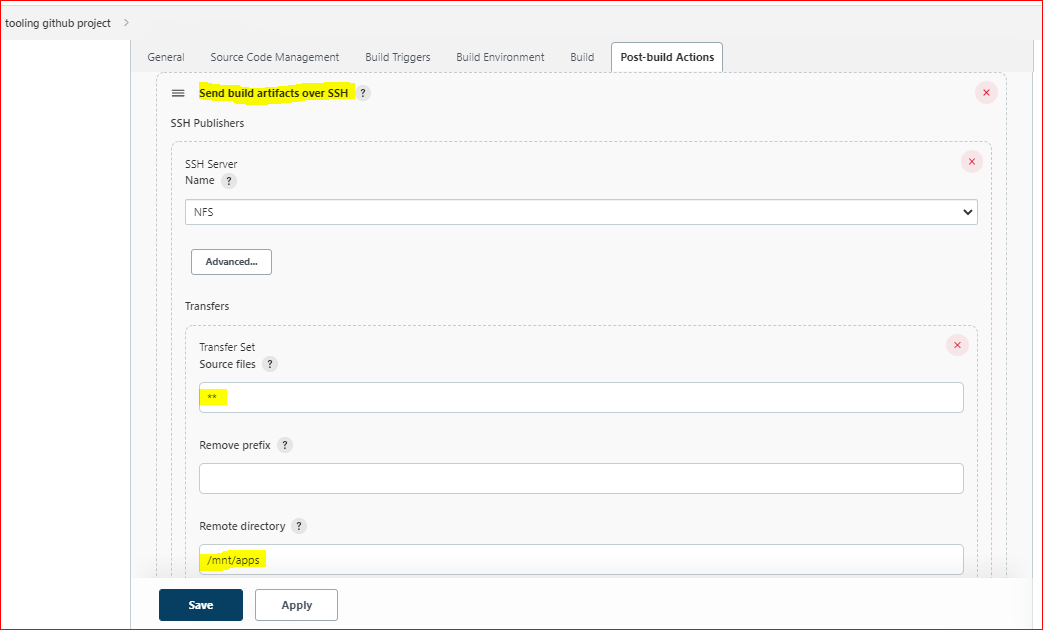 tooling github project >
General Source Code Management Build Triggers Build Environment Build Post-build Actions
Send build artifacts over SSH ?
SSH Publishers
SSH Server
Name ?
NFS
Advanced...
Transfers
Transfer Set
Source files ?
**
Remove prefix ?
Remote directory ?
/mnt/apps
Save Apply